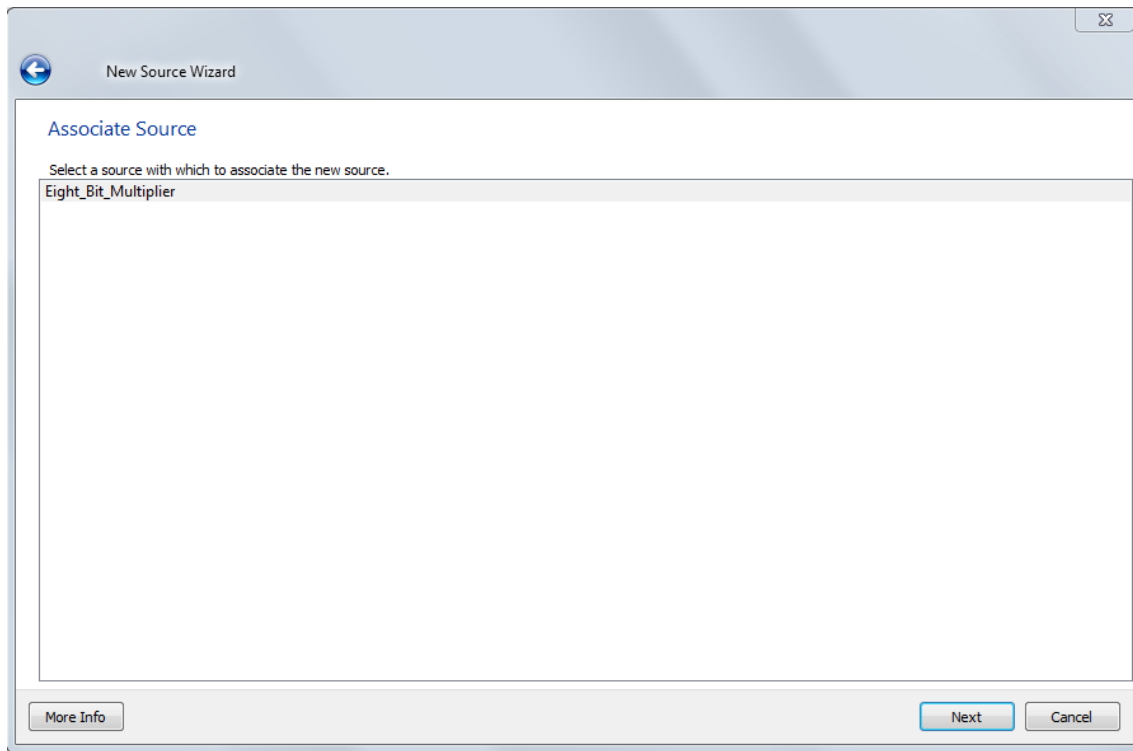 New Source Wizard
Associate Source
Select a source with which to associate the new source.
Eight_Bit_Multiplier
More Info
Next
Cancel